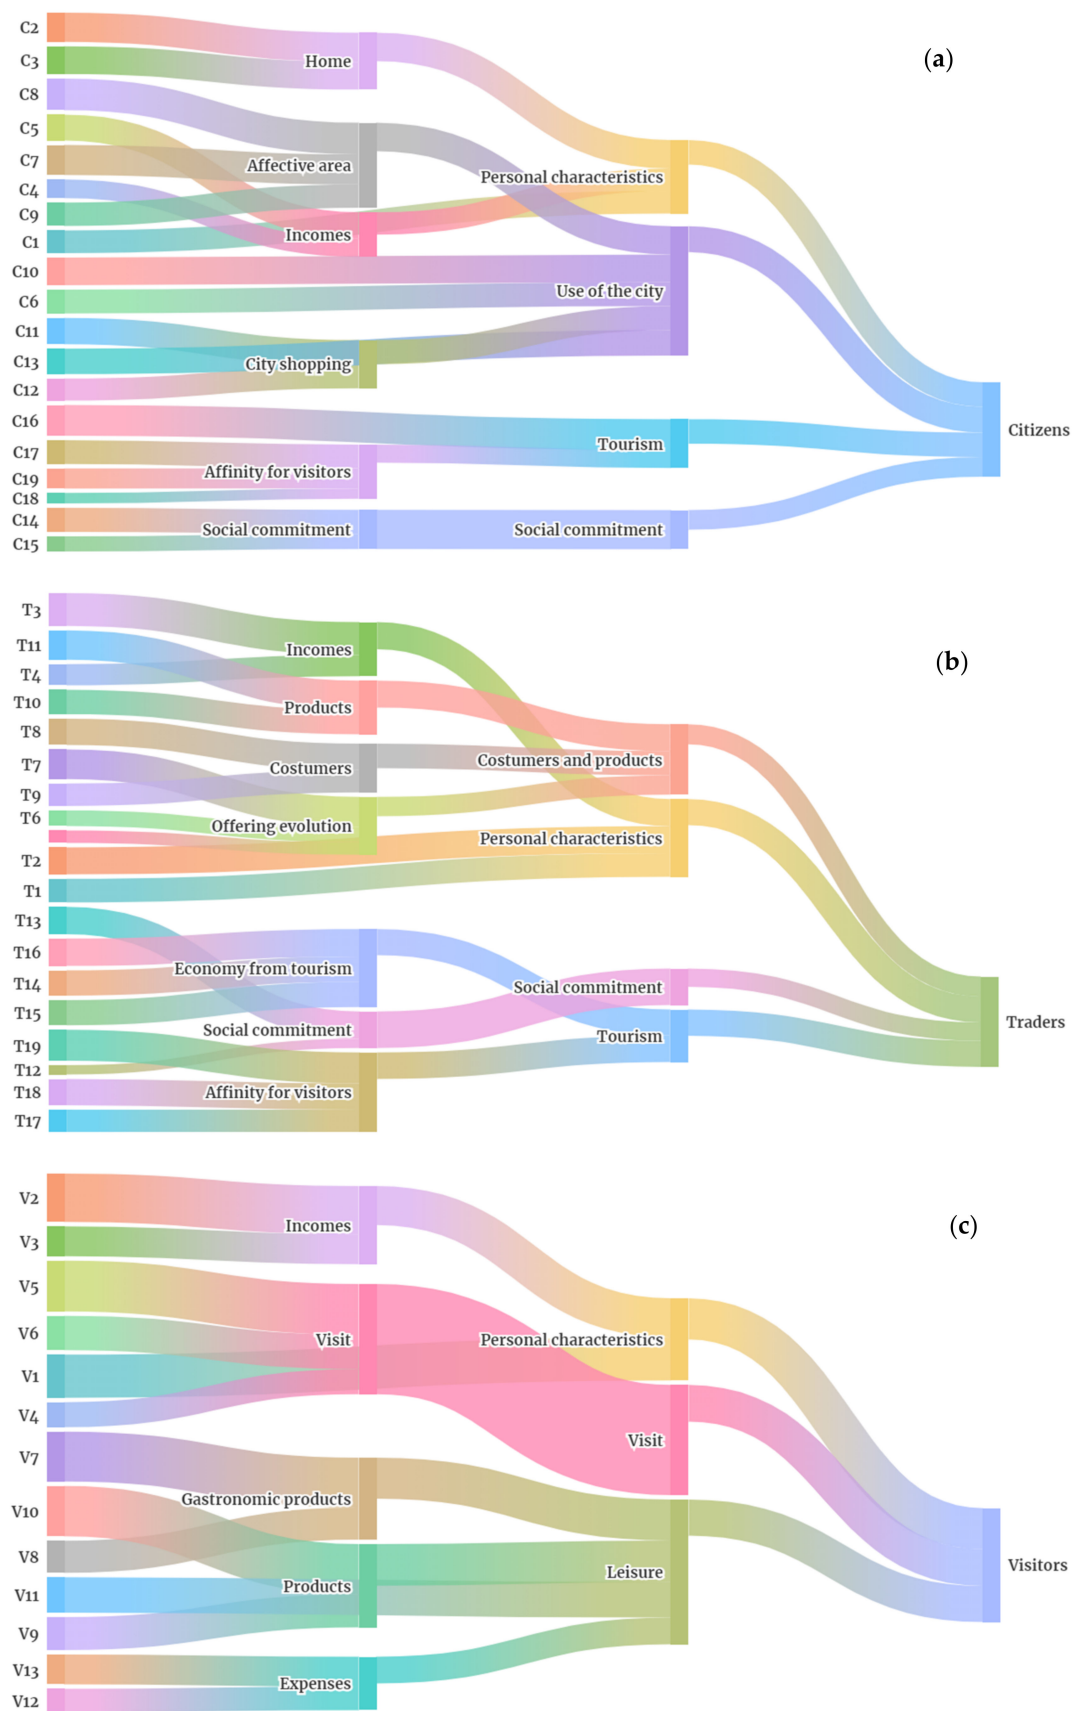 C2
C3
C8
C5
C7
C4
C9
C1
C10
C6
C11
C13
C12
C16
C17
C19
C18
C14
C15
Home
Affective area
Incomes
City shopping
Affinity for visitors
Social commitment
Personal characteristics
Use of the city
Tourism
Social commitment
Citizens
(a)
T3
T11
T4
T10
T8
T7
T9
T6
T2
T1
T13
T16
T14
T15
T19
T12
T18
T17
Incomes
Products
Costumers
Offering evolution
Economy from tourism
Social commitment
Affinity for visitors
Costumers and products
Personal characteristics
Social commitment
Tourism
Traders
(b)
V2
V3
V5
V6
V1
V4
V7
V10
V8
V11
V9
V13
V12
Incomes
Visit
Gastronomic products
Products
Expenses
Personal characteristics
Visit
Leisure
Visitors
(c)